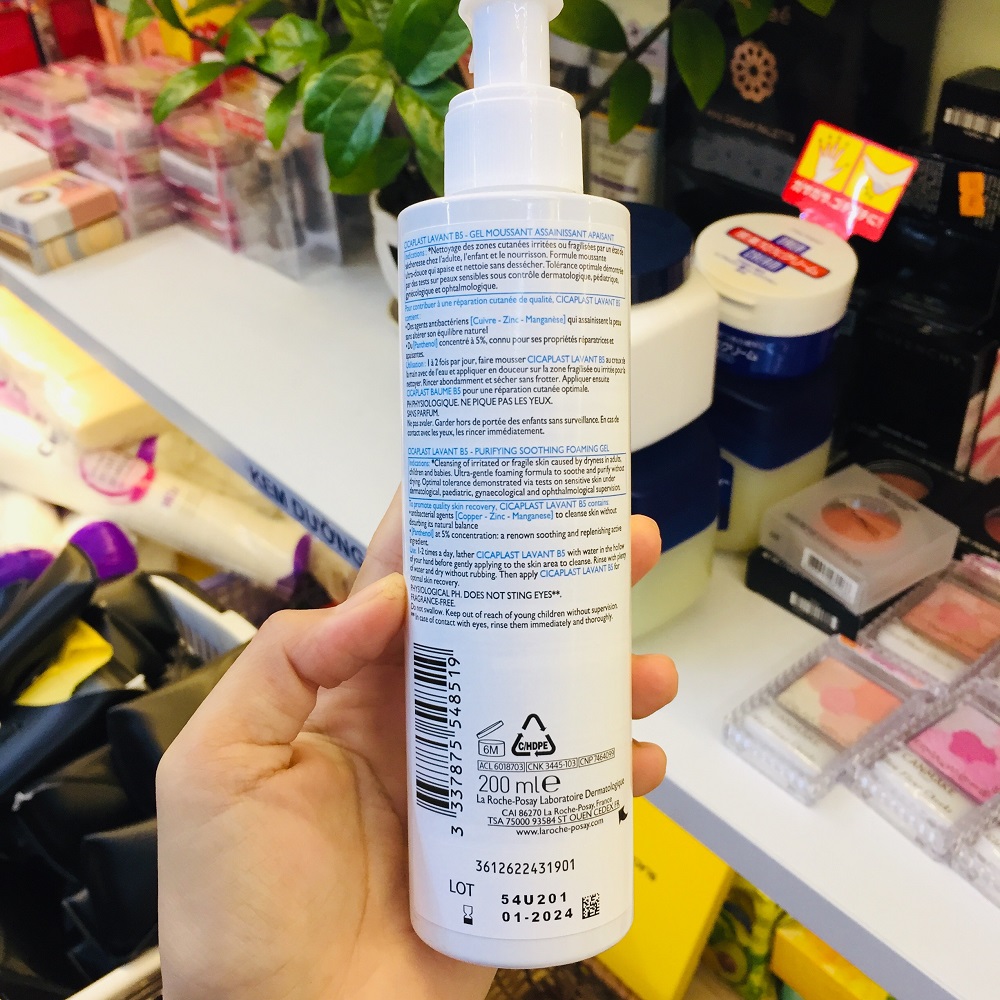 CICAPLAST LAVANT B5 - GEL MOUSSANT ASSAINISSANT APAISANT
Indications : *Nettoyage des zones cutanées irritées ou fragilisées par un état de
sécheresse chez l'adulte, l'enfant et le nourrisson. Formule moussante
ultra-douce qui apaise et nettoie sans dessécher. Tolérance optimale démontrée
par des tests sur peaux sensibles sous contrôle dermatologique, pédiatrique,
gynécologique et ophtalmologique.
Pour contribuer à une réparation cutanée de qualité, CICAPLAST LAVANT B5
contient:
• Des agents antibactériens [Cuivre - Zinc - Manganèse] qui assainissent la peau
sans altérer son équilibre naturel
• Du [Panthenol] concentré à 5%, connu pour ses propriétés réparatrices et
apaisantes.
Utilisation : 1 à 2 fois par jour, faire mousser CICAPLAST LAVANT B5 au creux de
la main avec de l'eau et appliquer en douceur sur la zone fragilisée ou irritée pour la
nettoyer. Rincer abondamment et sécher sans frotter. Appliquer ensuite
CICAPLAST BAUME B5 pour une réparation cutanée optimale.
PH PHYSIOLOGIQUE. NE PIQUE PAS LES YEUX.
SANS PARFUM.
Ne pas avaler. Garder hors de portée des enfants sans surveillance. En cas de
contact avec les yeux, les rincer immédiatement.
CICAPLAST LAVANT B5 - PURIFYING SOOTHING FOAMING GEL
Indications: *Cleansing of irritated or fragile skin caused by dryness in adults,
children and babies. Ultra-gentle foaming formula to soothe and purify without
drying. Optimal tolerance demonstrated via tests on sensitive skin under
dermatological, paediatric, gynaecological and ophthalmological supervision.
To promote quality skin recovery, CICAPLAST LAVANT B5 contains:
• antibacterial agents [Copper - Zinc - Manganese] to cleanse skin without
disturbing its natural balance
• [Panthenol] at 5% concentration: a renown soothing and replenishing active
ingredient.
Use: 1-2 times a day, lather CICAPLAST LAVANT B5 with water in the hollow
of your hand before gently applying to the skin area to cleanse. Rinse with plenty
of water and dry without rubbing. Then apply CICAPLAST LAVANT B5 for
optimal skin recovery.
PHYSIOLOGICAL PH. DOES NOT STING EYES**.
FRAGRANCE-FREE.
Do not swallow. Keep out of reach of young children without supervision.
** In case of contact with eyes, rinse them immediately and thoroughly.
3 337875 548519
6M
C/HDPE
ACL 6018703 CNK 3445-103 CNP 7464099
200 ml e
La Roche-Posay Laboratoire Dermatologique
CAI 86270 La Roche-Posay, France
TSA 75000 93584 ST OUEN CEDEX, FR
www.laroche-posay.com
3612622431901
LOT
54U201
01-2024
KEM DƯỠNG